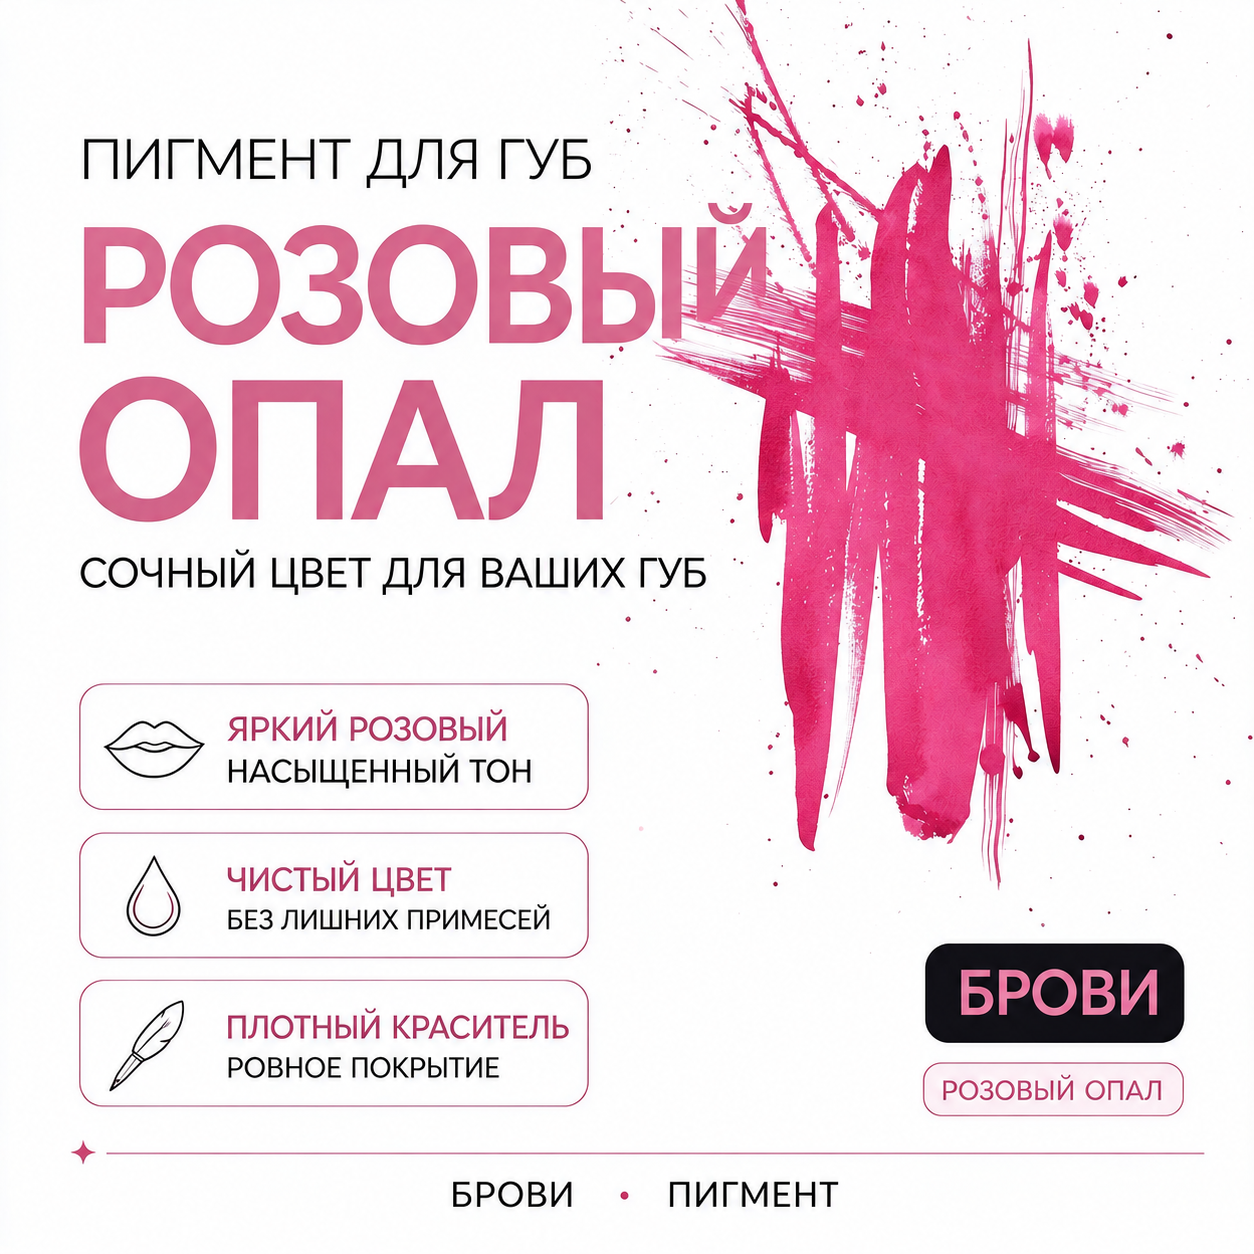 ПИГМЕНТ ДЛЯ ГУБ
РОЗОВЫЙ
ОПАЛ
СОЧНЫЙ ЦВЕТ ДЛЯ ВАШИХ ГУБ
ЯРКИЙ РОЗОВЫЙ
НАСЫЩЕННЫЙ ТОН
ЧИСТЫЙ ЦВЕТ
БЕЗ ЛИШНИХ ПРИМЕСЕЙ
ПЛОТНЫЙ КРАСИТЕЛЬ
РОВНОЕ ПОКРЫТИЕ
БРОВИ
РОЗОВЫЙ ОПАЛ
БРОВИ • ПИГМЕНТ